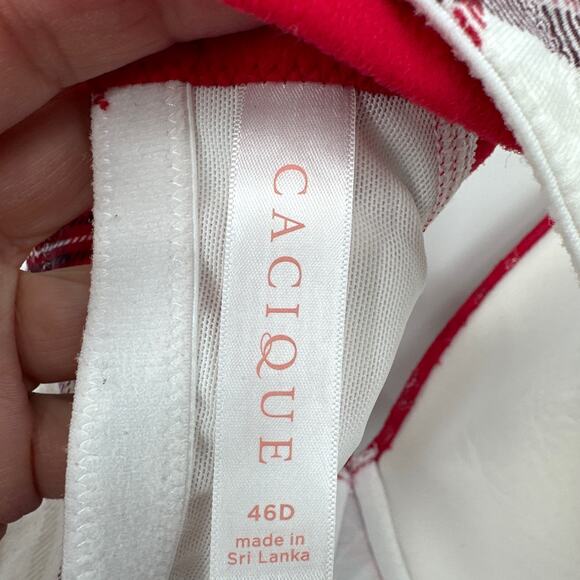 CACIQUE
46D
made in
Sri Lanka